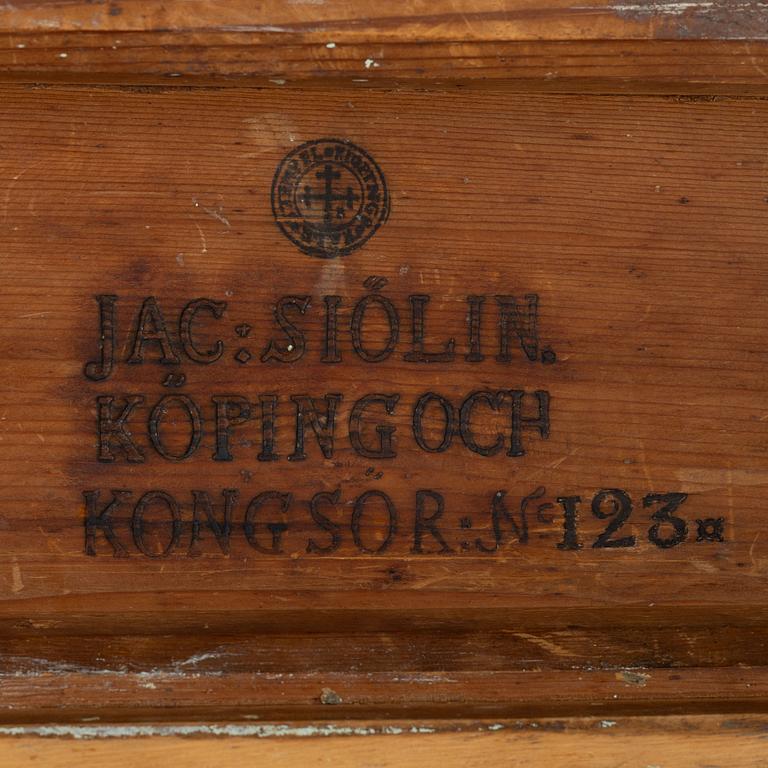 JAC: SIÖLIN.
KÖPING OCH
KONGSÖR: No 123¤